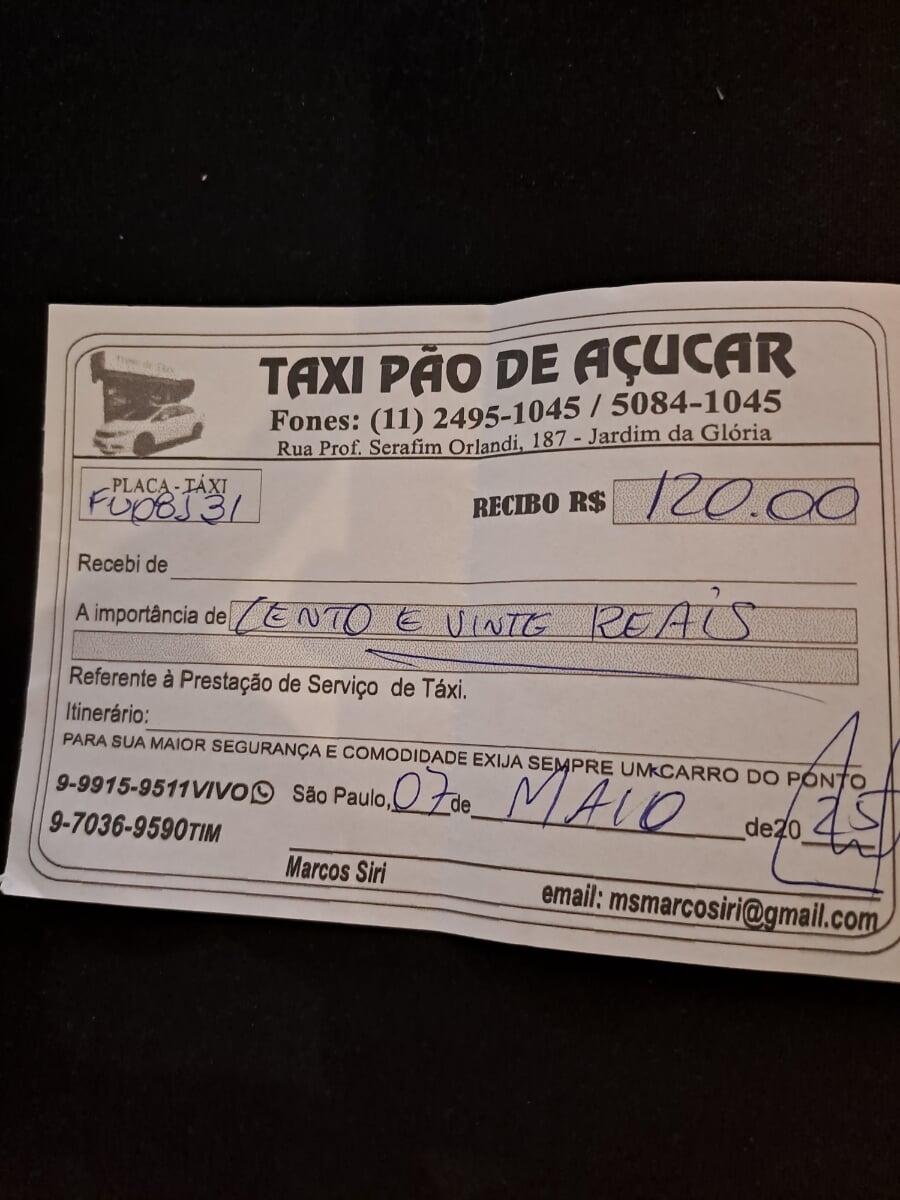 TAXI PÃO DE AÇUCAR
Fones: (11) 2495-1045 / 5084-1045
Rua Prof. Serafim Orlandi, 187 - Jardim da Glória
PLACA - TÁXI
FUO8J31
RECIBO R$ 120.00
Recebi de
A importância de CENTO E VINTE REAIS
Referente à Prestação de Serviço de Táxi.
Itinerário:
PARA SUA MAIOR SEGURANÇA E COMODIDADE EXIJA SEMPRE UM CARRO DO PONTO
9-9915-9511VIVO São Paulo, 07 de MAIO de20 25
9-7036-9590TIM
Marcos Siri
email: msmarcosiri@gmail.com